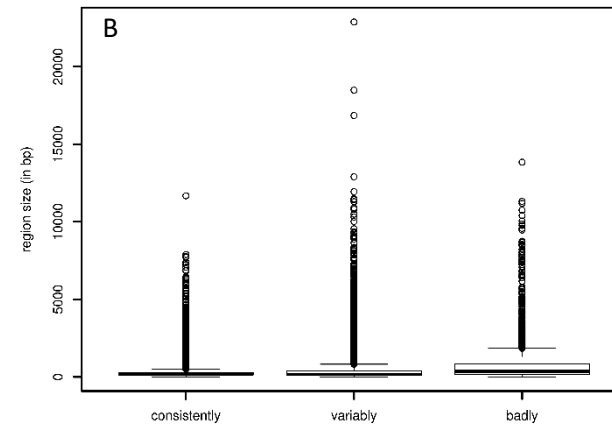 B
region size (in bp)
20000
15000
10000
5000
0
consistently variably badly